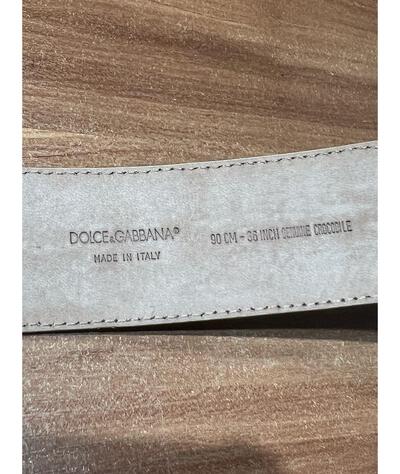 DOLCE&GABBANA®
MADE IN ITALY
90 CM - 36 INCH GENUINE CROCODILE